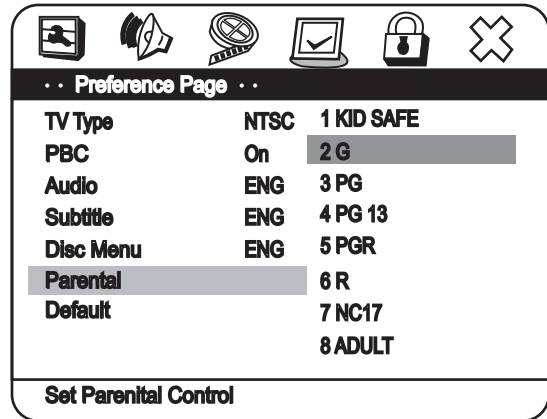 ·· Preference Page ··
TV Type NTSC 1 KID SAFE
PBC On 2 G
Audio ENG 3 PG
Subtitle ENG 4 PG 13
Disc Menu ENG 5 PGR
Parental 6 R
Default 7 NC17
8 ADULT
Set Parenital Control